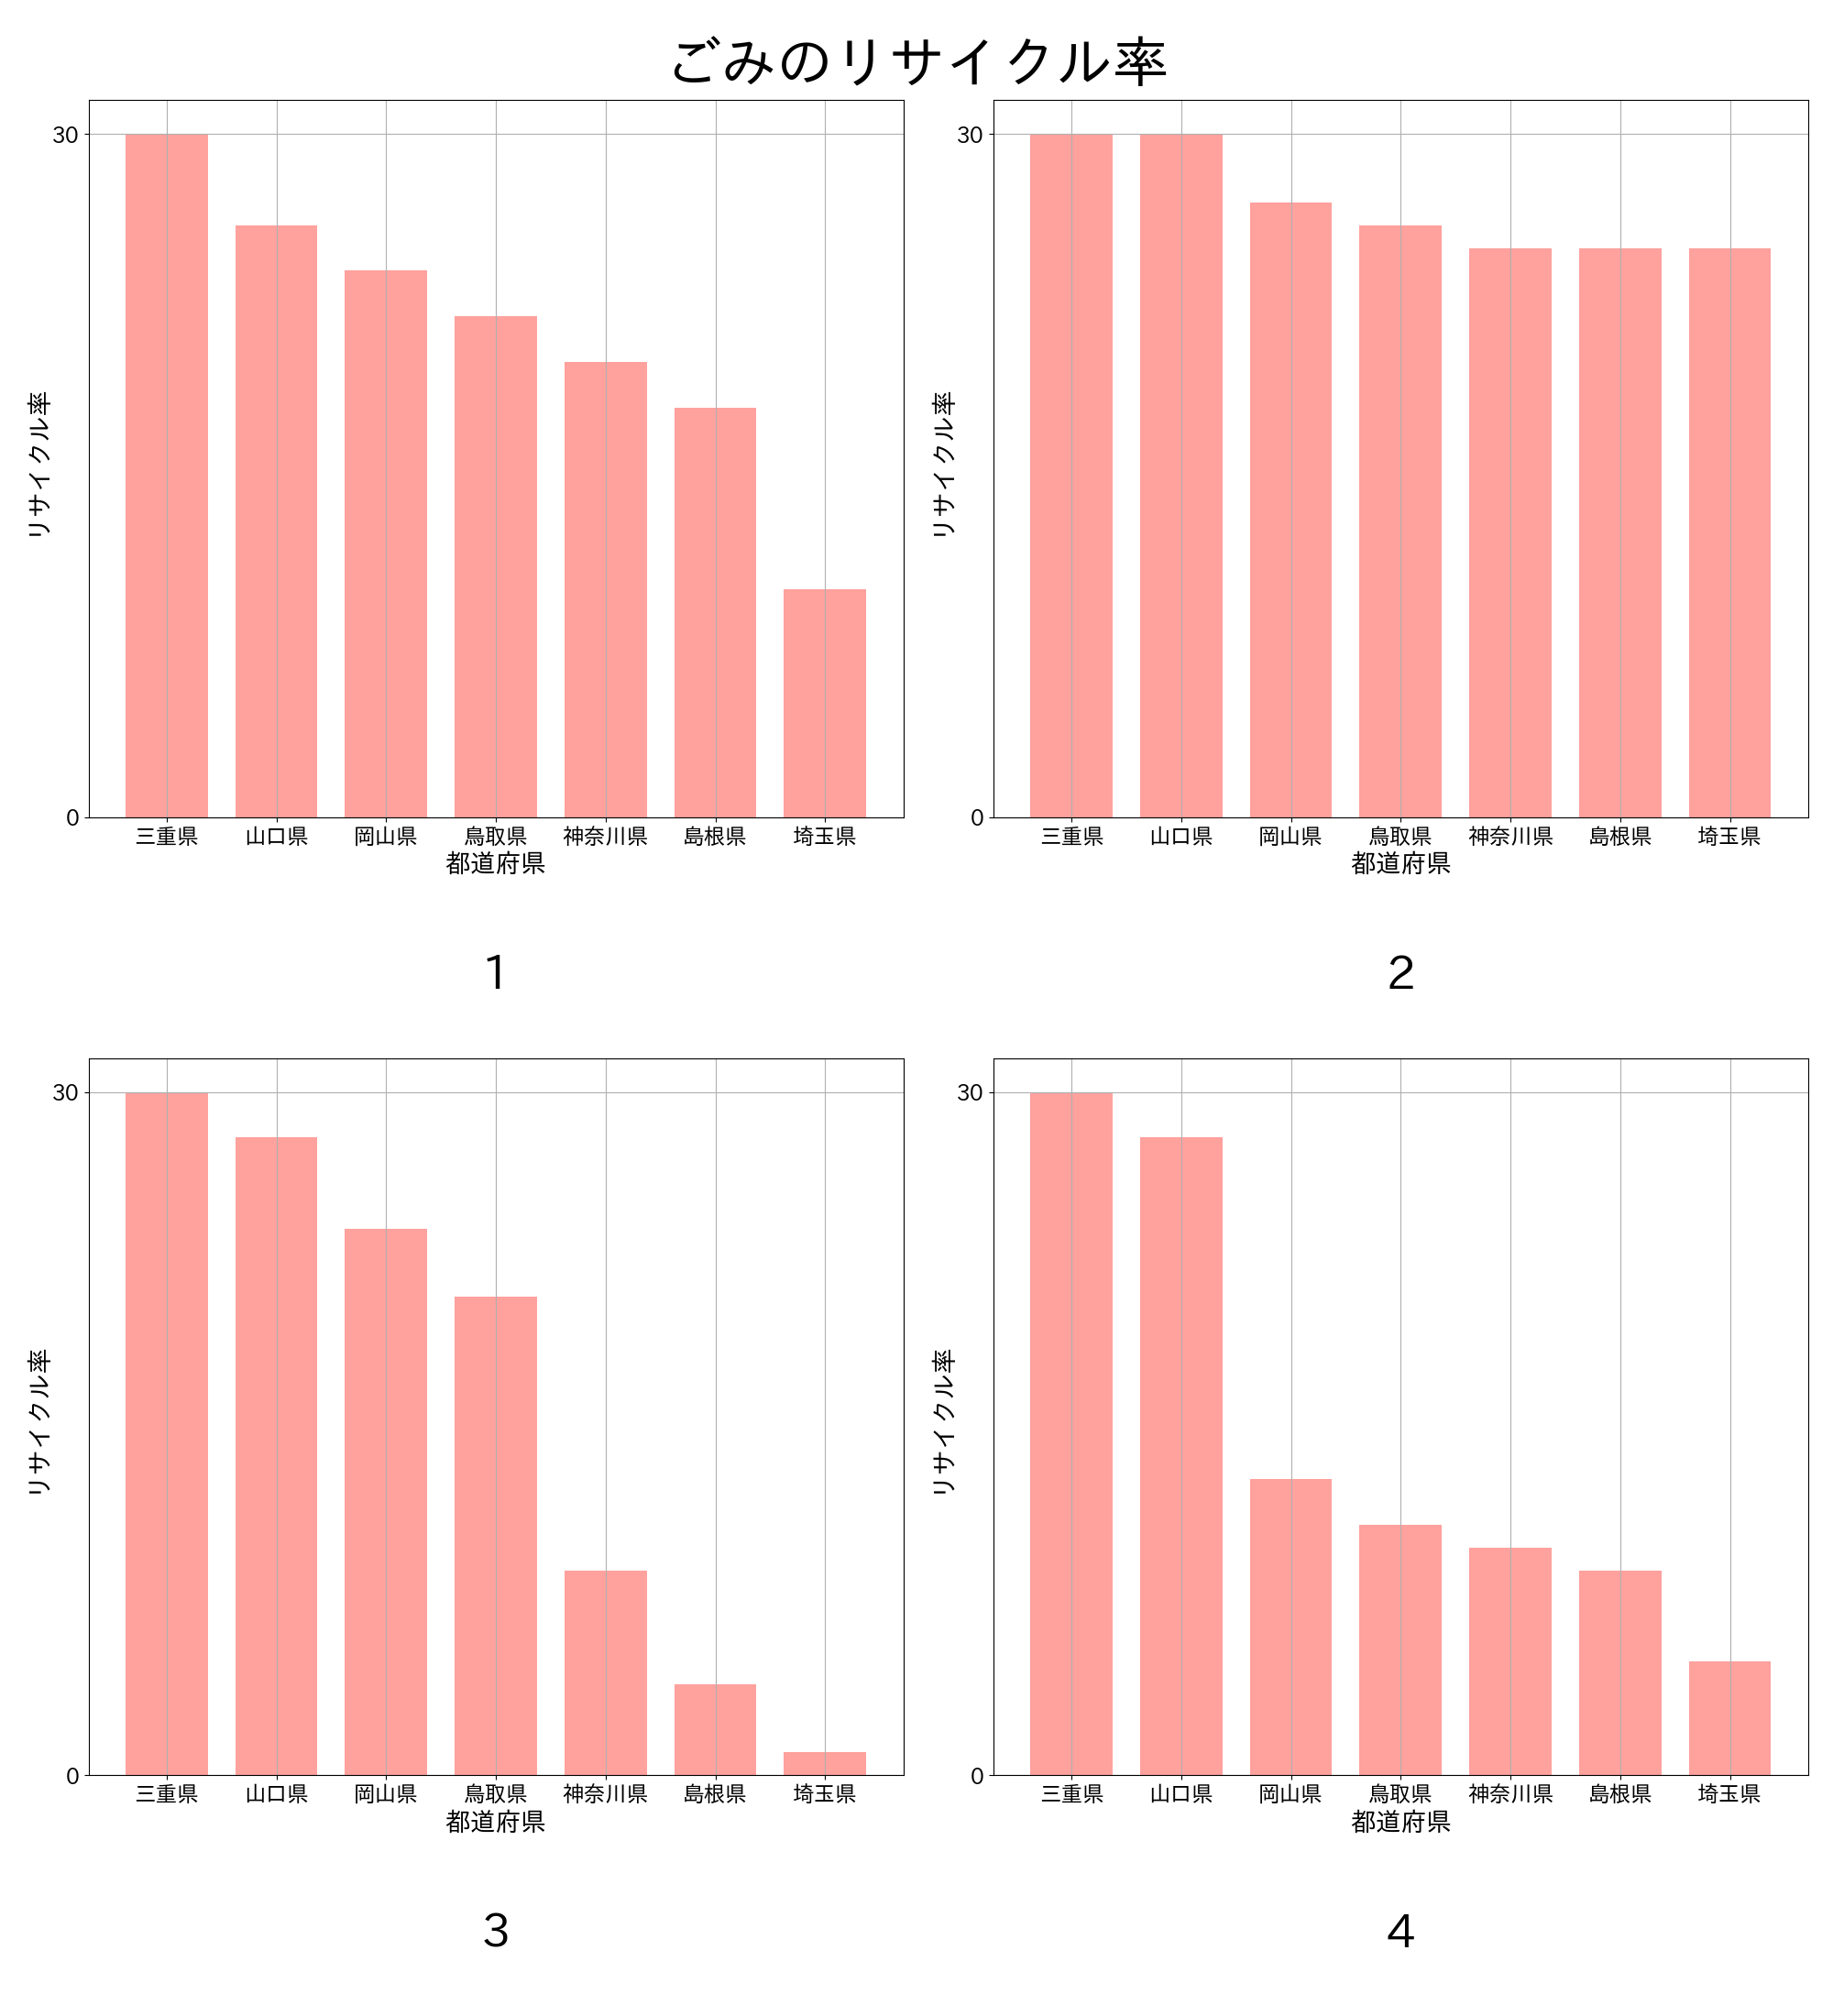 ごみのリサイクル率
30
0
リサイクル率
三重県 山口県 岡山県 鳥取県 神奈川県 島根県 埼玉県
都道府県
1
30
0
リサイクル率
三重県 山口県 岡山県 鳥取県 神奈川県 島根県 埼玉県
都道府県
2
30
0
リサイクル率
三重県 山口県 岡山県 鳥取県 神奈川県 島根県 埼玉県
都道府県
3
30
0
リサイクル率
三重県 山口県 岡山県 鳥取県 神奈川県 島根県 埼玉県
都道府県
4